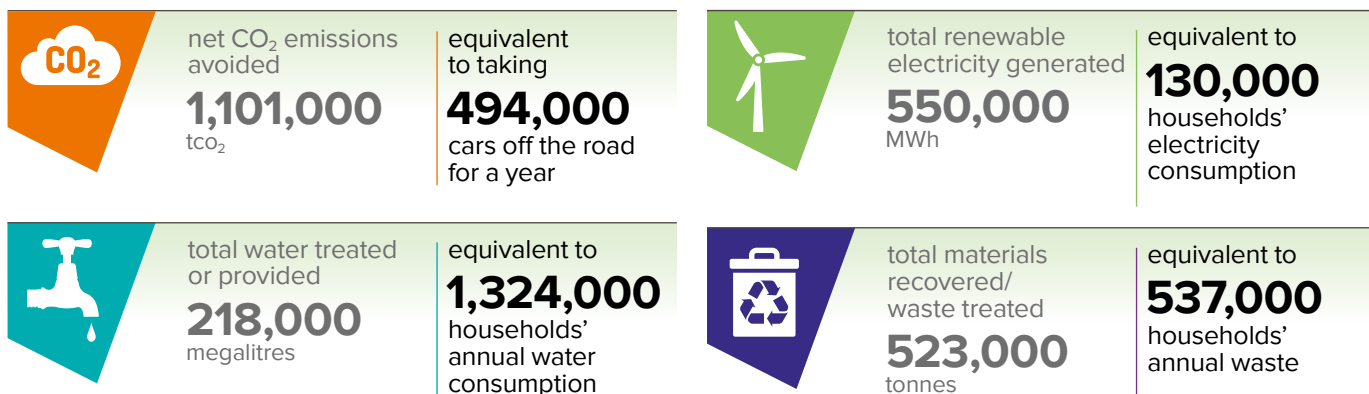 CO₂
net CO₂ emissions
avoided
1,101,000
tco₂
equivalent
to taking
494,000
cars off the road
for a year
total renewable
electricity generated
550,000
MWh
equivalent to
130,000
households’
electricity
consumption
total water treated
or provided
218,000
megalitres
equivalent to
1,324,000
households’
annual water
consumption
total materials
recovered/
waste treated
523,000
tonnes
equivalent to
537,000
households’
annual waste